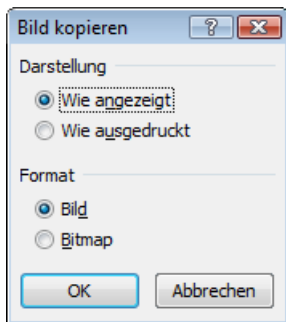 Bild kopieren
Darstellung
Wie angezeigt
Wie ausgedruckt
Format
Bild
Bitmap
OK Abbrechen